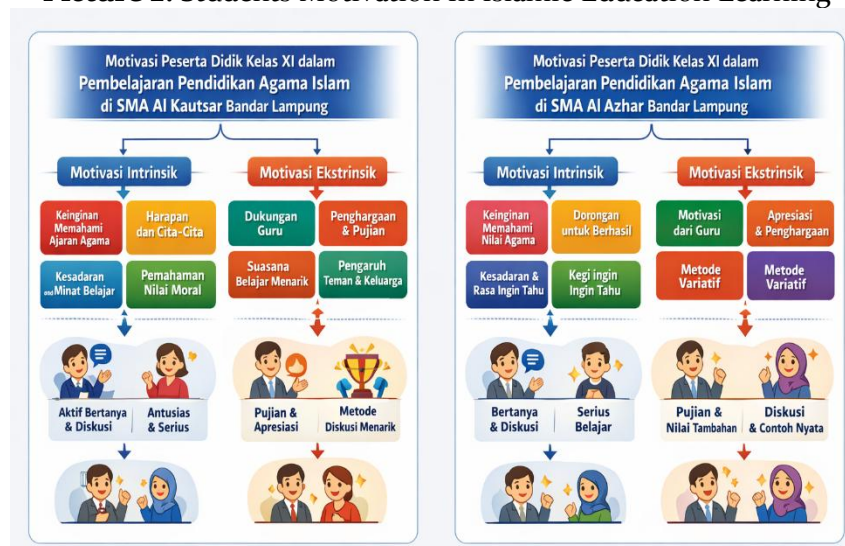 Picture 1. Students' Motivation in Islamic Education Learning
Motivasi Peserta Didik Kelas XI dalam
Pembelajaran Pendidikan Agama Islam
di SMA Al Kautsar Bandar Lampung
Motivasi Intrinsik
Motivasi Ekstrinsik
Keinginan
Memahami
Ajaran Agama
Harapan
dan Cita-Cita
Dukungan
Guru
Penghargaan
& Pujian
Kesadaran
and Minat Belajar
Pemahaman
Nilai Moral
Suasana
Belajar Menarik
Pengaruh
Teman & Keluarga
Aktif Bertanya
& Diskusi
Antusias
& Serius
Pujian &
Apresiasi
Metode
Diskusi Menarik
Motivasi Peserta Didik Kelas XI dalam
Pembelajaran Pendidikan Agama Islam
di SMA Al Azhar Bandar Lampung
Motivasi Intrinsik
Motivasi Ekstrinsik
Keinginan
Memahami
Nilai Agama
Dorongan
untuk Berhasil
Motivasi
dari Guru
Apresiasi
& Penghargaan
Kesadaran &
Rasa Ingin Tahu
Kegi ingin
Ingin Tahu
Metode
Variatif
Metode
Variatif
Bertanya
& Diskusi
Serius
Belajar
Pujian &
Nilai Tambahan
Diskusi
& Contoh Nyata